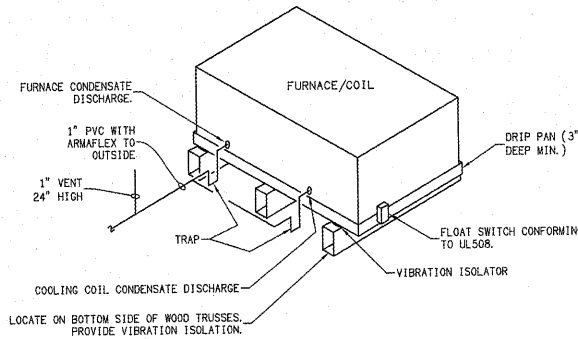 FURNACE/COIL
FURNACE CONDENSATE
DISCHARGE.
1" PVC WITH
ARMAFLEX TO
OUTSIDE
1" VENT
24" HIGH
TRAP
DRIP PAN (3"
DEEP MIN.)
FLOAT SWITCH CONFORMIN
TO UL508.
VIBRATION ISOLATOR
COOLING COIL CONDENSATE DISCHARGE
LOCATE ON BOTTOM SIDE OF WOOD TRUSSES.
PROVIDE VIBRATION ISOLATION.